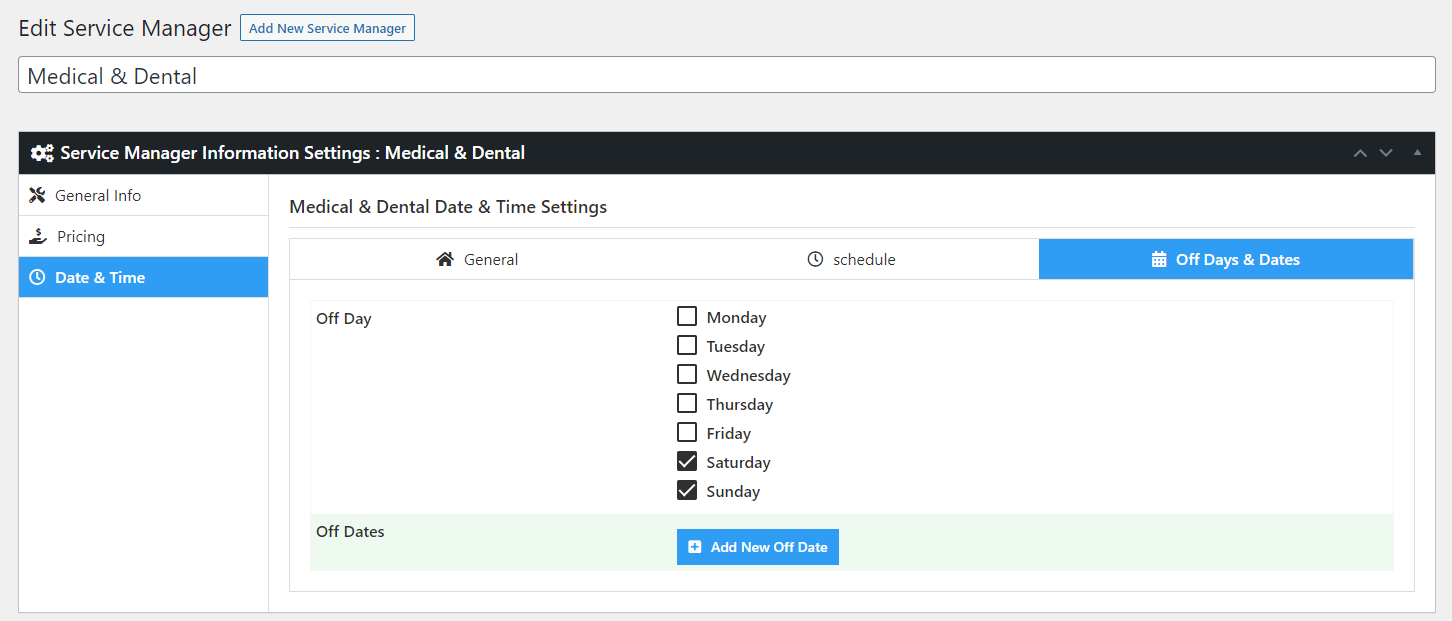 Edit Service Manager Add New Service Manager
Medical & Dental
Service Manager Information Settings : Medical & Dental
General Info
Pricing
Date & Time
Medical & Dental Date & Time Settings
General schedule Off Days & Dates
Off Day
Monday
Tuesday
Wednesday
Thursday
Friday
Saturday
Sunday
Off Dates
Add New Off Date